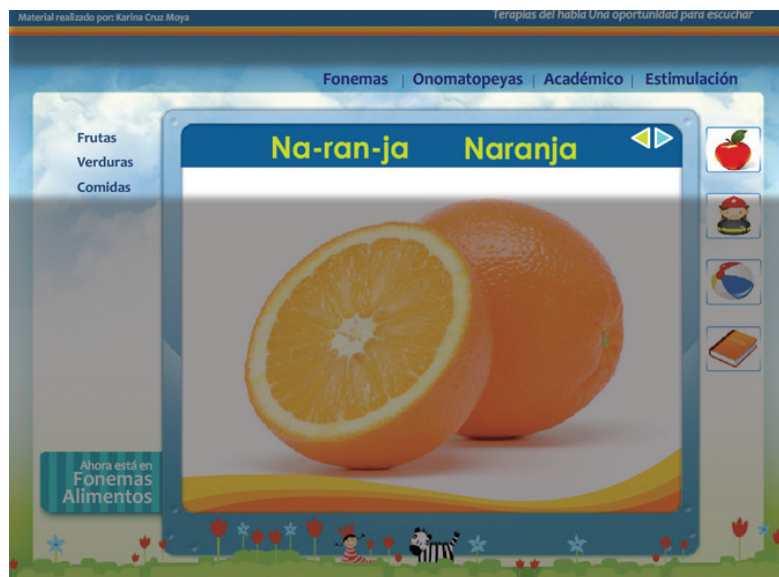 Material realizado por: Karina Cruz Moya
Terapias del habla Una oportunidad para escuchar
Fonemas | Onomatopeyas | Académico | Estimulación
Frutas
Verduras
Comidas
Na-ran-ja Naranja
Ahora está en
Fonemas
Alimentos